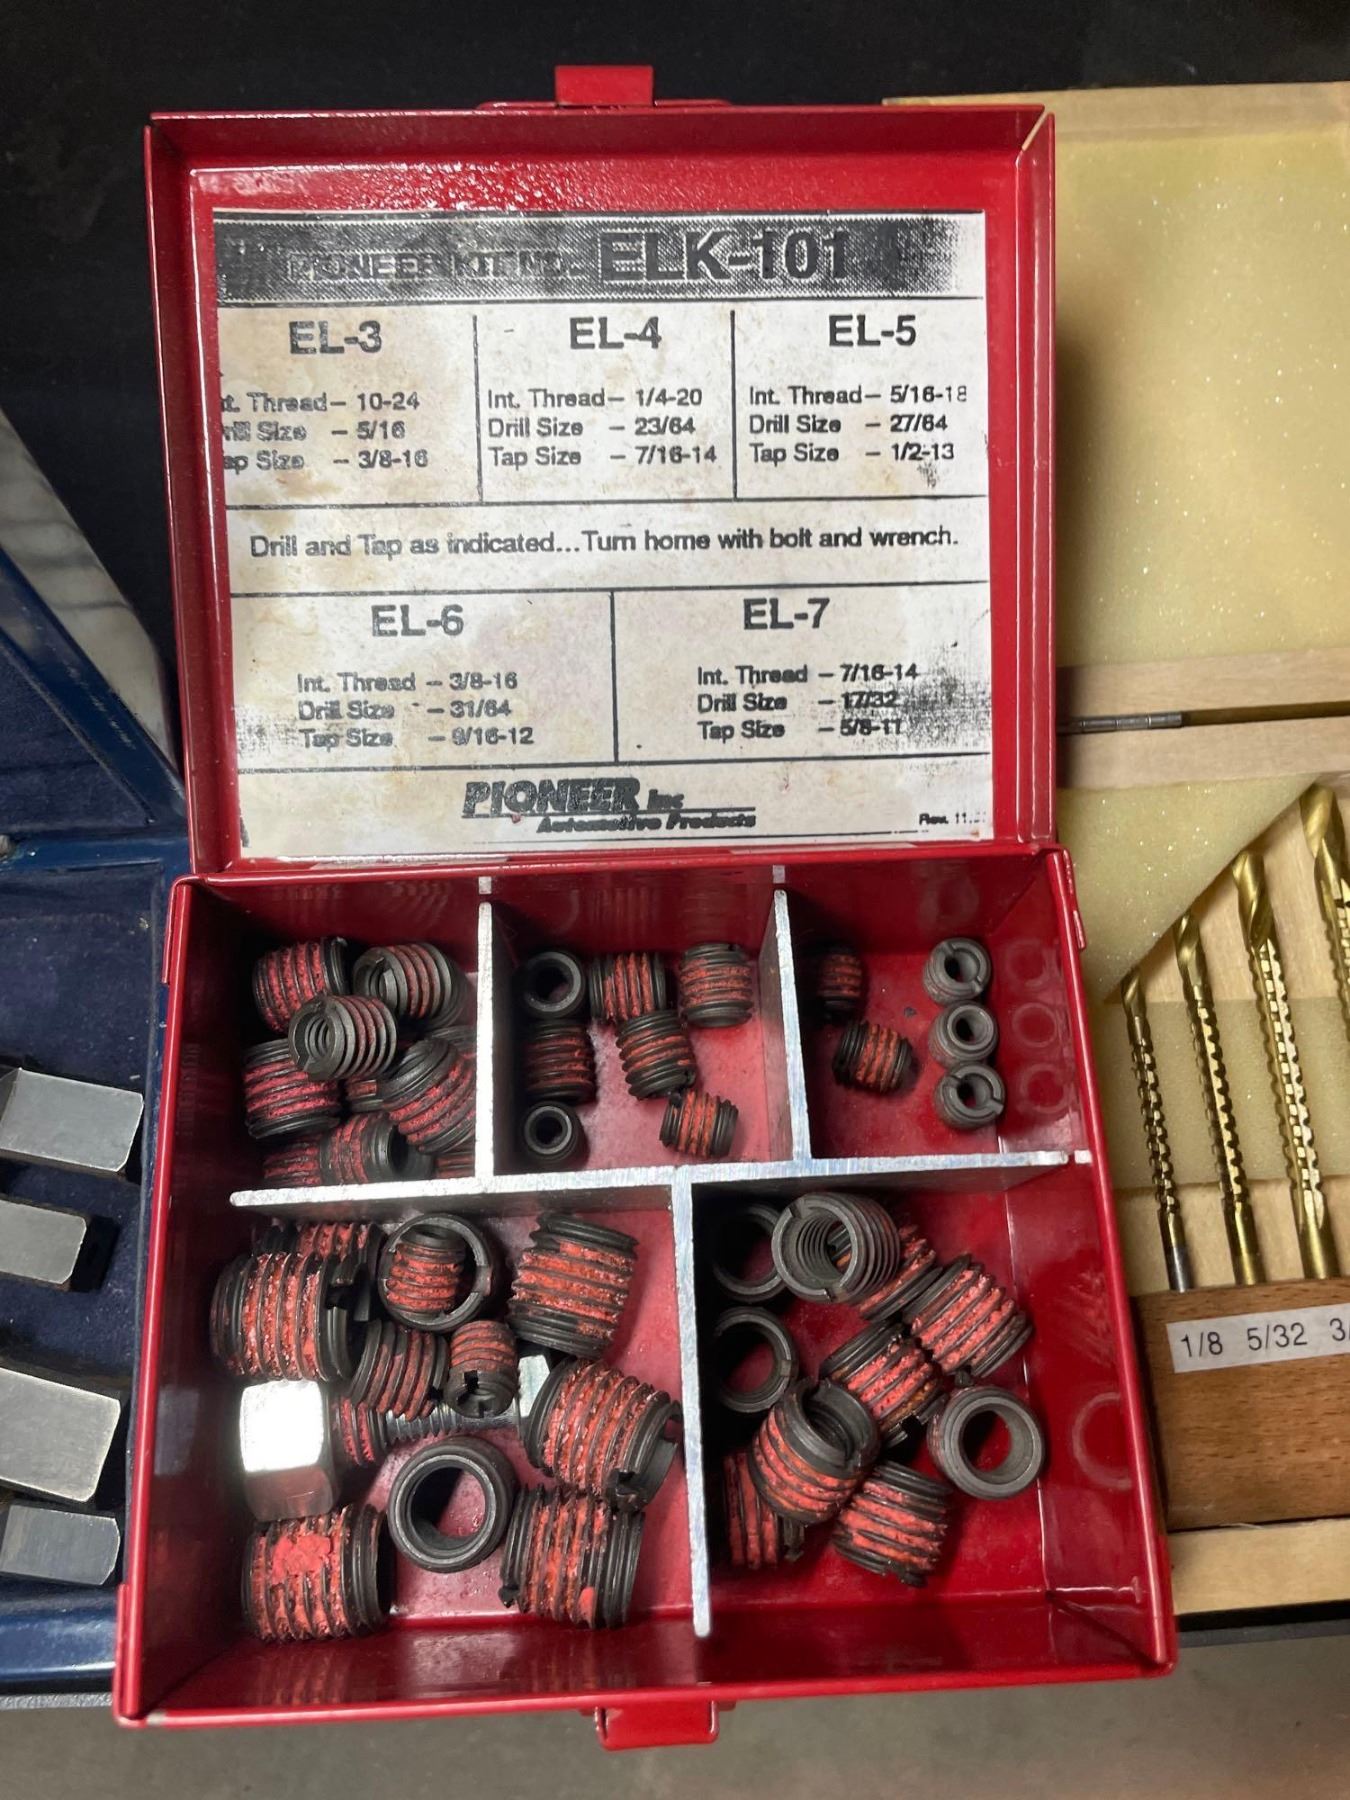 PIONEER KIT NO. ELK-101
EL-3
Int. Thread – 10-24
Drill Size – 5/16
Tap Size – 3/8-16
EL-4
Int. Thread – 1/4-20
Drill Size – 23/64
Tap Size – 7/16-14
EL-5
Int. Thread – 5/16-18
Drill Size – 27/64
Tap Size – 1/2-13
Drill and Tap as indicated...Turn home with bolt and wrench.
EL-6
Int. Thread – 3/8-16
Drill Size – 31/64
Tap Size – 9/16-12
EL-7
Int. Thread – 7/16-14
Drill Size – 17/32
Tap Size – 5/8-11
PIONEER inc
Automotive Products
Rev.
1/8 5/32